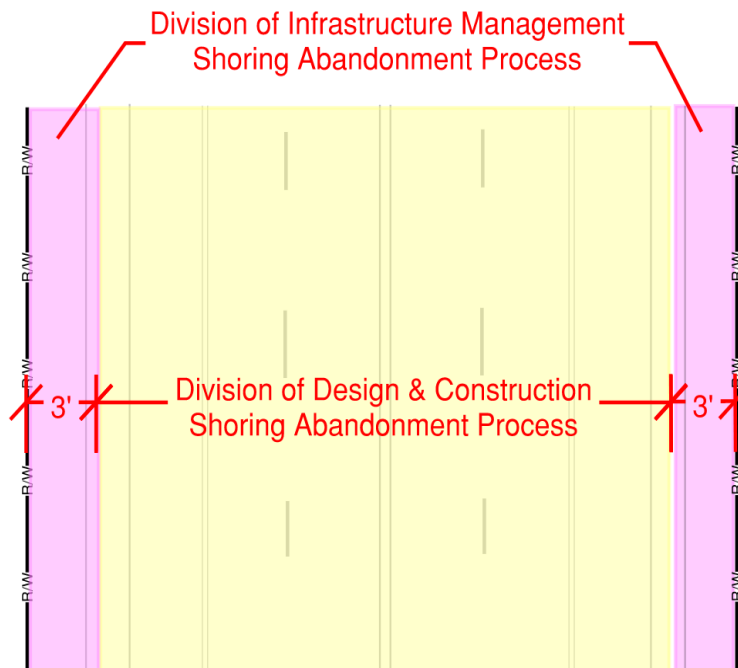 Division of Infrastructure Management
Shoring Abandonment Process
R/W
R/W
R/W
R/W
R/W
R/W
R/W
R/W
3'
Division of Design & Construction
Shoring Abandonment Process
3'
R/W
R/W